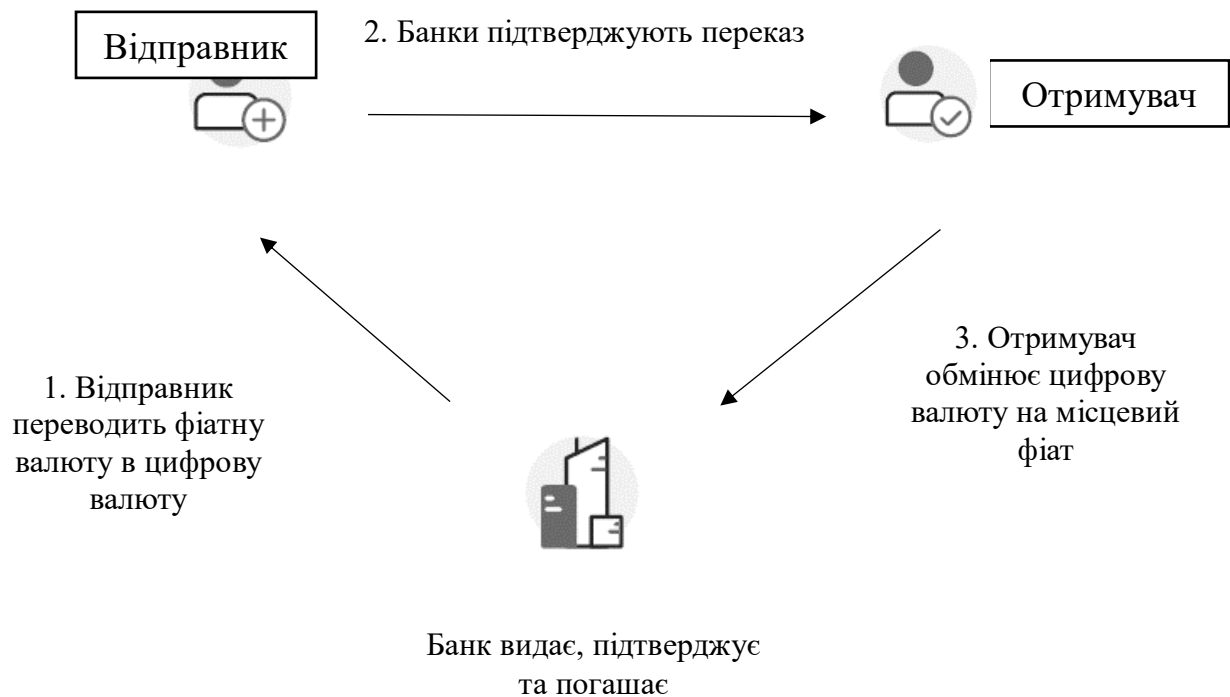 Відправник
2. Банки підтверджують переказ
Отримувач
1. Відправник
переводить фіатну
валюту в цифрову
валюту
3. Отримувач
обмінює цифрову
валюту на місцевий
фіат
Банк видає, підтверджує
та погашає